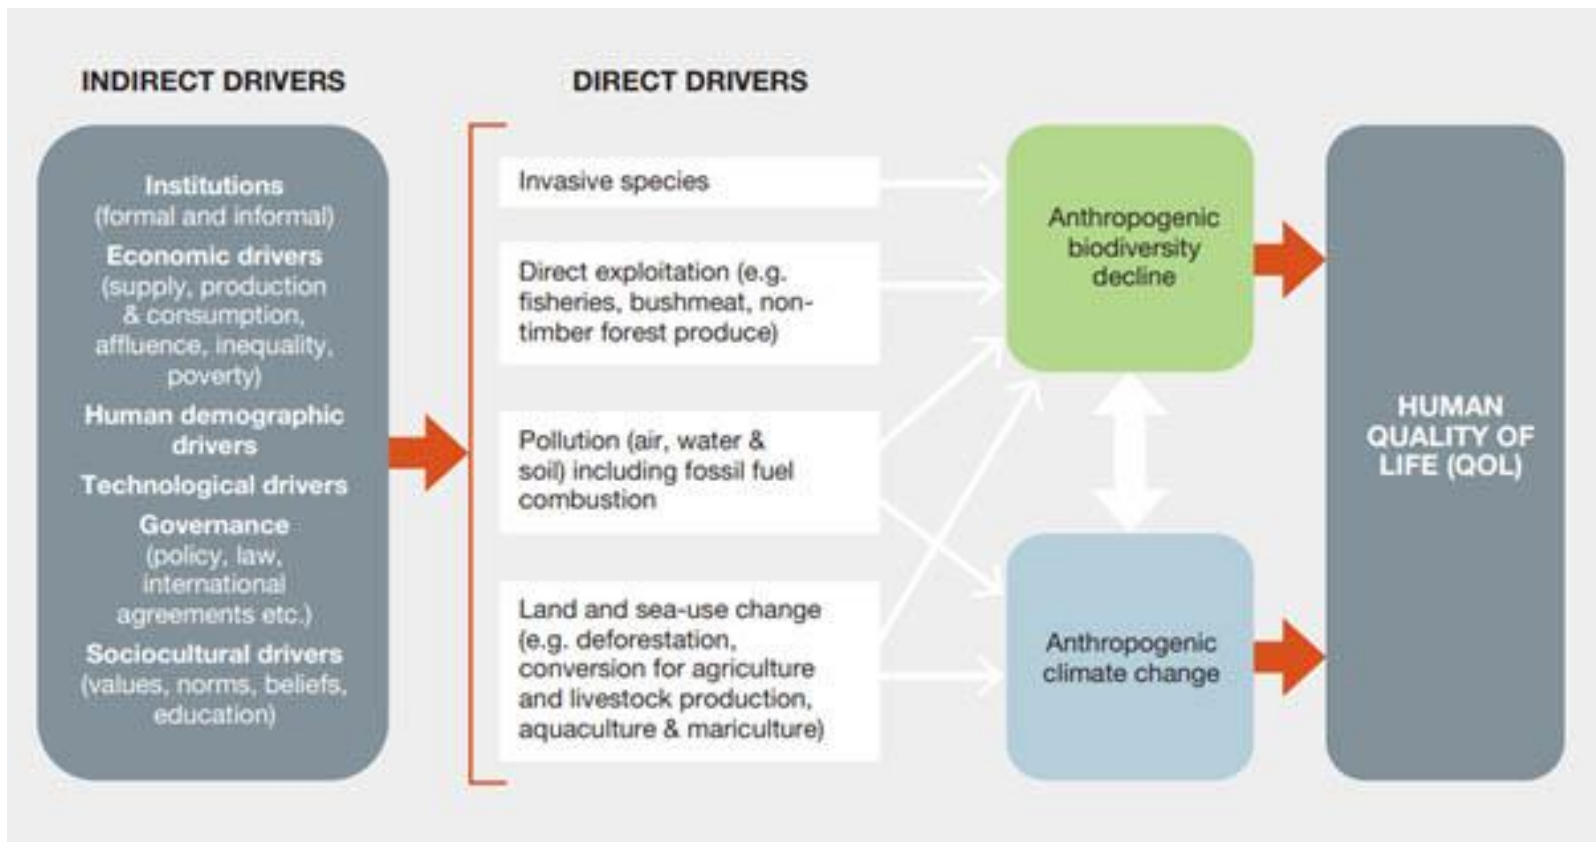 INDIRECT DRIVERS
Institutions
(formal and informal)
Economic drivers
(supply, production
& consumption,
affluence, inequality,
poverty)
Human demographic
drivers
Technological drivers
Governance
(policy, law,
international
agreements etc.)
Sociocultural drivers
(values, norms, beliefs,
education)
DIRECT DRIVERS
Invasive species
Direct exploitation (e.g.
fisheries, bushmeat, non-
timber forest produce)
Pollution (air, water &
soil) including fossil fuel
combustion
Land and sea-use change
(e.g. deforestation,
conversion for agriculture
and livestock production,
aquaculture & mariculture)
Anthropogenic
biodiversity
decline
Anthropogenic
climate change
HUMAN
QUALITY OF
LIFE (QOL)